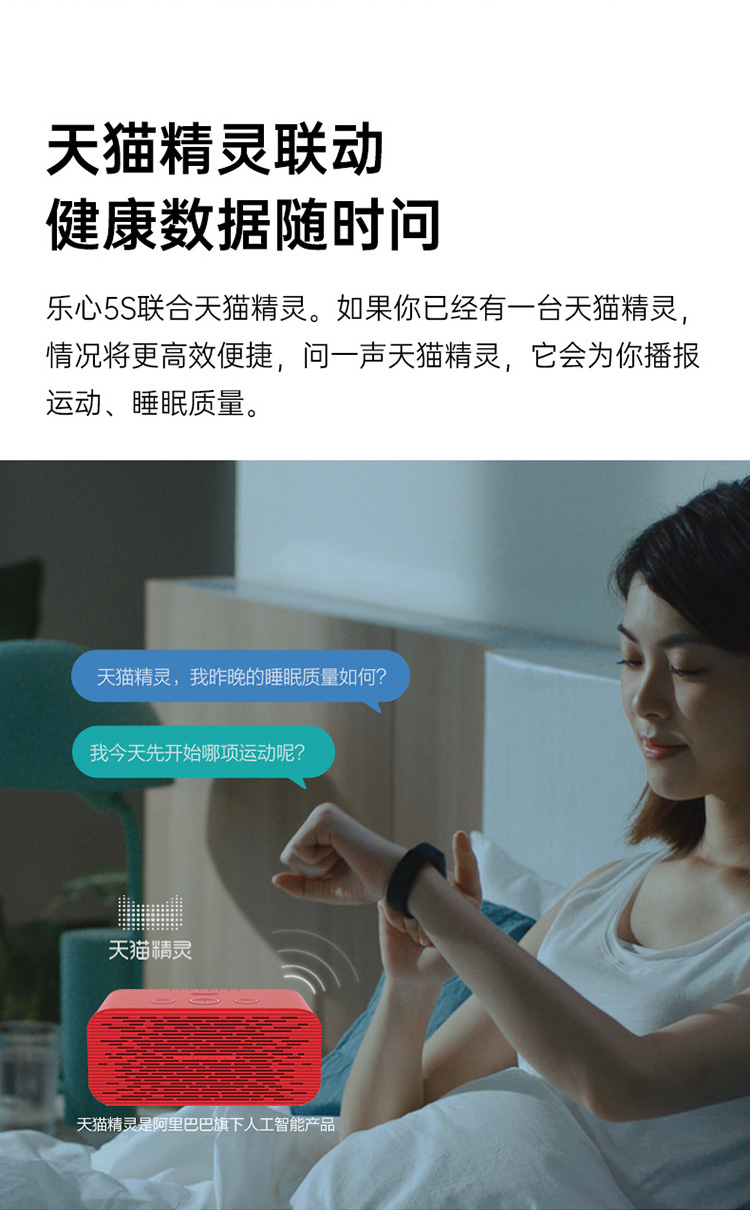 天猫精灵联动
健康数据随时问
乐心5S联合天猫精灵。如果你已经有一台天猫精灵，
情况将更高效便捷，问一声天猫精灵，它会为你播报
运动、睡眠质量。
天猫精灵，我昨晚的睡眠质量如何？
我今天先开始哪项运动呢？
天猫精灵
天猫精灵是阿里巴巴旗下人工智能产品